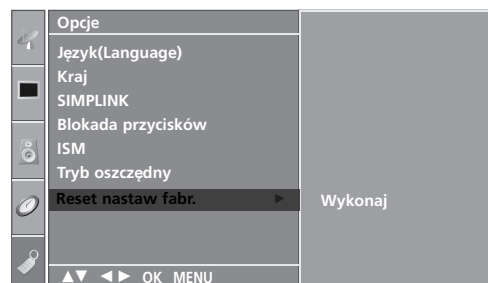 Opcje
Język(Language)
Kraj
SIMPLINK
Blokada przycisków
ISM
Tryb oszczędny
Reset nastaw fabr. ►
Wykonaj
▲▼ ◄► OK MENU